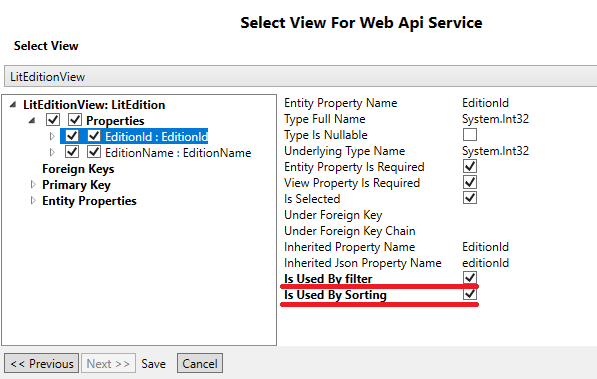 Select View For Web Api Service
Select View
LitEditionView
LitEditionView: LitEdition
Properties
EditionId : EditionId
EditionName : EditionName
Foreign Keys
Primary Key
Entity Properties
Entity Property Name EditionId
Type Full Name System.Int32
Type Is Nullable
Underlying Type Name System.Int32
Entity Property Is Required
View Property Is Required
Is Selected
Under Foreign Key
Under Foreign Key Chain
Inherited Property Name EditionId
Inherited Json Property Name editionId
Is Used By filter
Is Used By Sorting
<< Previous Next >> Save Cancel